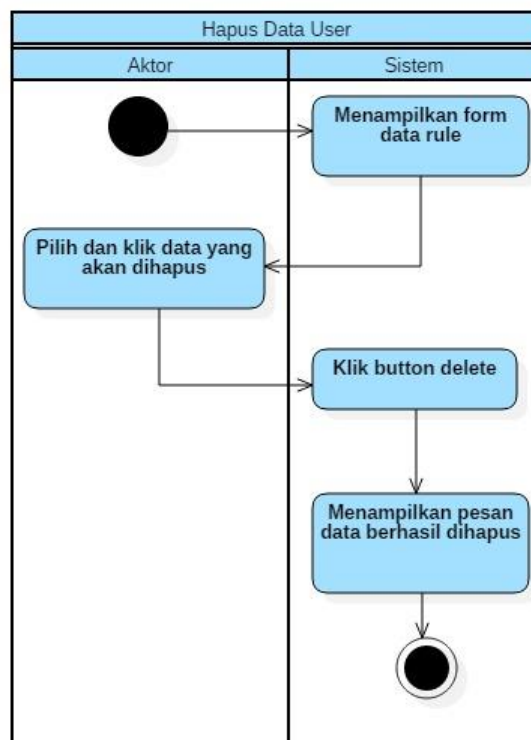 Hapus Data User
Aktor
Sistem
Menampilkan form
data rule
Pilih dan klik data yang
akan dihapus
Klik button delete
Menampilkan pesan
data berhasil dihapus